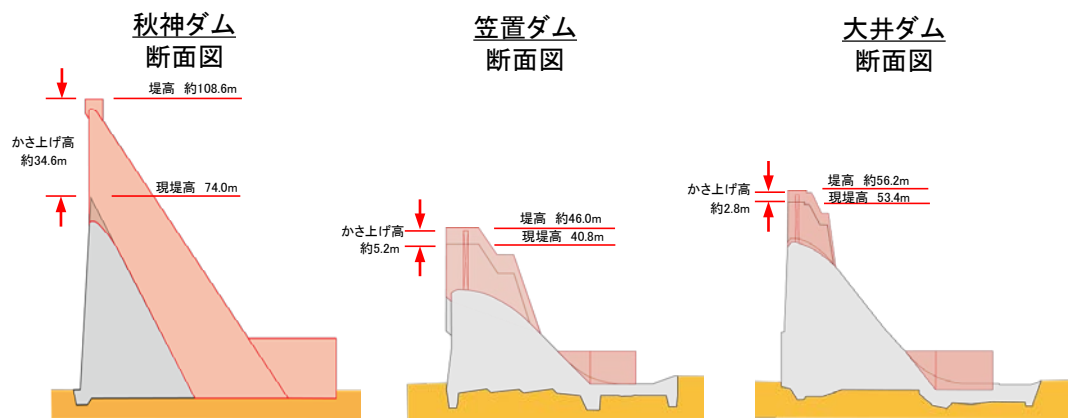 秋神ダム
断面図
堤高 約108.6m
かさ上げ高
約34.6m
現堤高 74.0m
笠置ダム
断面図
堤高 約46.0m
かさ上げ高
約5.2m
現堤高 40.8m
大井ダム
断面図
堤高 約56.2m
かさ上げ高
約2.8m
現堤高 53.4m